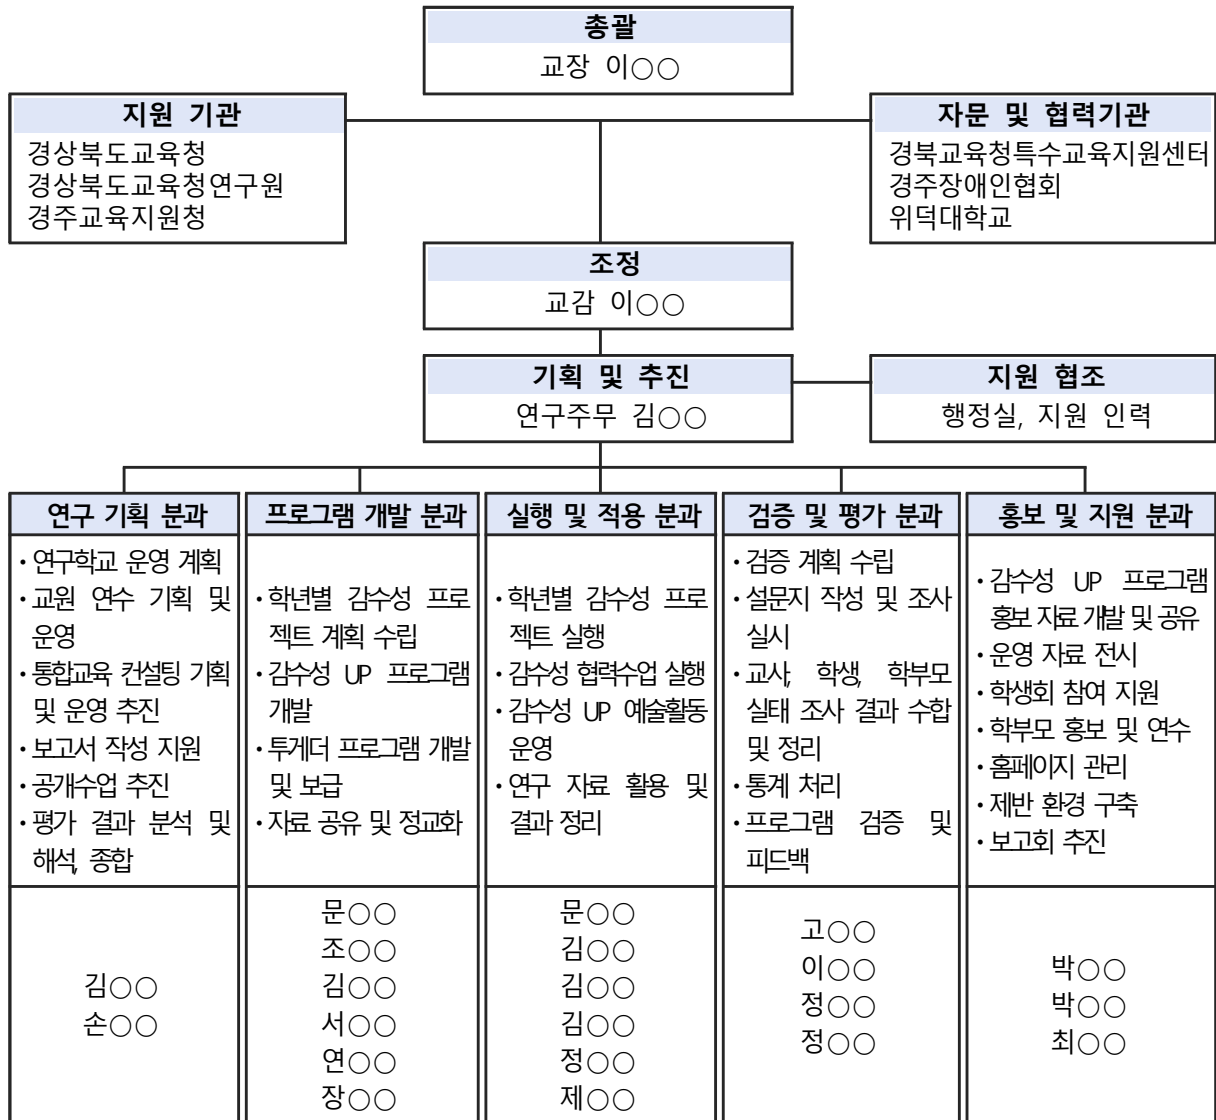 총괄
교장 이○○
지원 기관
경상북도교육청
경상북도교육청연구원
경주교육지원청
자문 및 협력기관
경북교육청특수교육지원센터
경주장애인협회
위덕대학교
조정
교감 이○○
기획 및 추진
연구주무 김○○
지원 협조
행정실, 지원 인력
연구 기획 분과
·연구학교 운영 계획
·교원 연수 기획 및
운영
·통합교육 컨설팅 기획
및 운영 추진
·보고서 작성 지원
·공개수업 추진
·평가 결과 분석 및
해석, 종합
김○○
손○○
프로그램 개발 분과
·학년별 감수성 프로
젝트 계획 수립
·감수성 UP 프로그램
개발
·투게더 프로그램 개발
및 보급
·자료 공유 및 정교화
문○○
조○○
김○○
서○○
연○○
장○○
실행 및 적용 분과
·학년별 감수성 프로
젝트 실행
·감수성 협력수업 실행
·감수성 UP 예술활동
운영
·연구 자료 활용 및
결과 정리
문○○
김○○
김○○
김○○
정○○
제○○
검증 및 평가 분과
·검증 계획 수립
·설문지 작성 및 조사
실시
·교사, 학생, 학부모
실태 조사 결과 수합
및 정리
·통계 처리
·프로그램 검증 및
피드백
고○○
이○○
정○○
정○○
홍보 및 지원 분과
·감수성 UP 프로그램
홍보 자료 개발 및 공유
·운영 자료 전시
·학생회 참여 지원
·학부모 홍보 및 연수
·홈페이지 관리
·제반 환경 구축
·보고회 추진
박○○
박○○
최○○